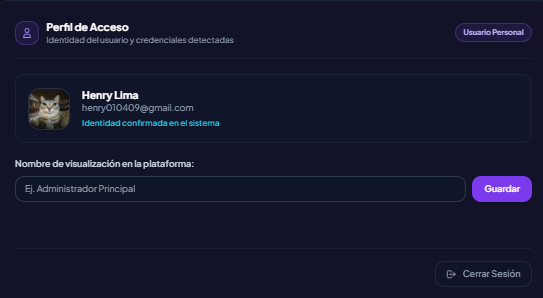 Perfil de Acceso
Identidad del usuario y credenciales detectadas
Usuario Personal
Henry Lima
henry010409@gmail.com
Identidad confirmada en el sistema
Nombre de visualización en la plataforma:
Ej. Administrador Principal
Guardar
Cerrar Sesión